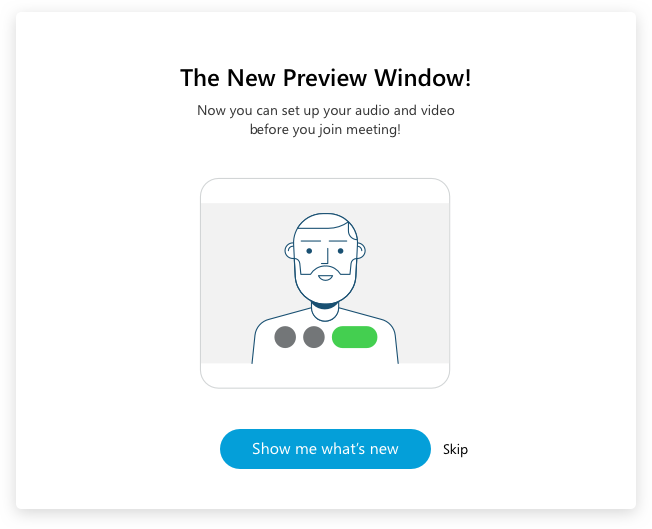 The New Preview Window!
Now you can set up your audio and video
before you join meeting!
Show me what's new
Skip